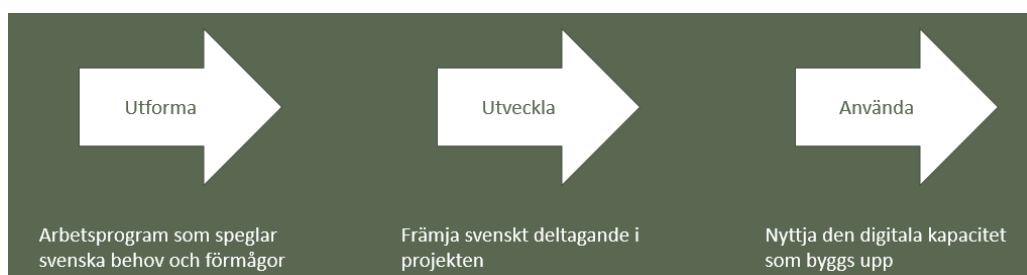 Utforma
Utveckla
Använda
Arbetsprogram som speglar
svenska behov och förmågor
Främja svenskt deltagande i
projekten
Nyttja den digitala kapacitet
som byggs upp